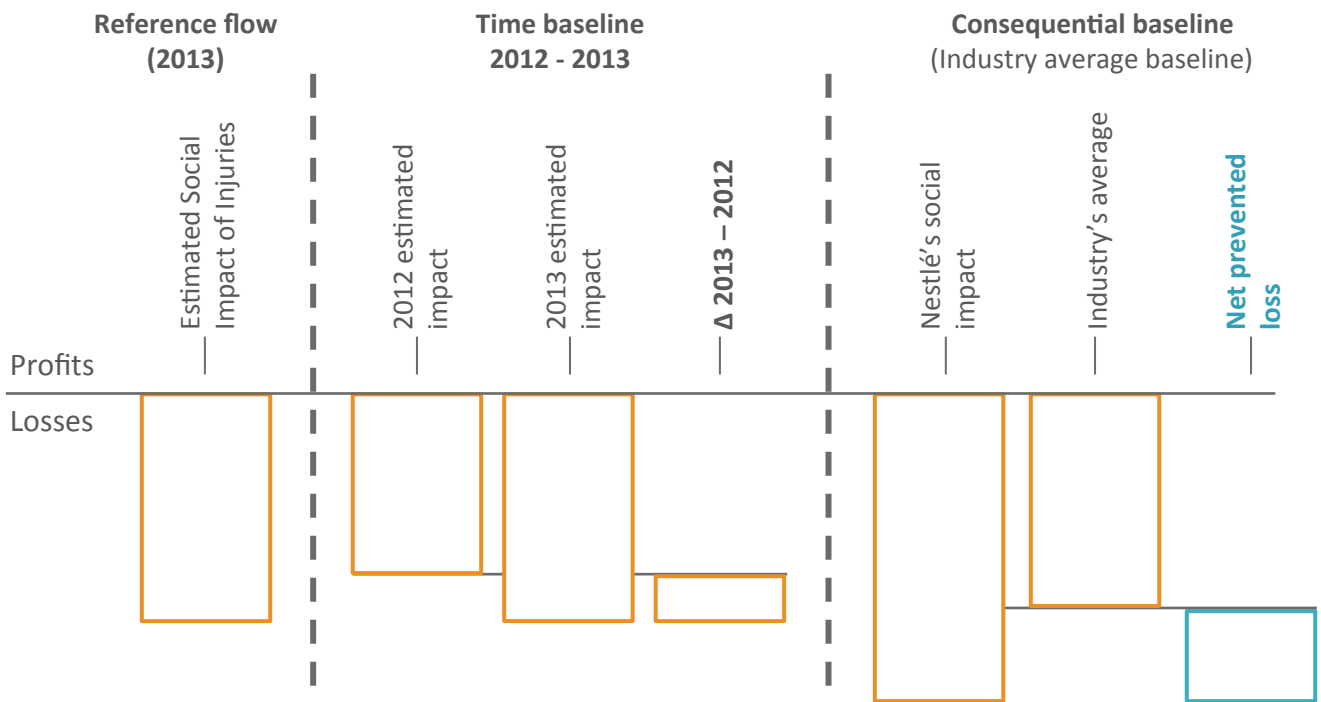 Reference flow
(2013)
Time baseline
2012 - 2013
Consequential baseline
(Industry average baseline)
Estimated Social
Impact of Injuries
2012 estimated
impact
2013 estimated
impact
Δ 2013 – 2012
Nestlé's social
impact
Industry's average
Net prevented
loss
Profits
Losses